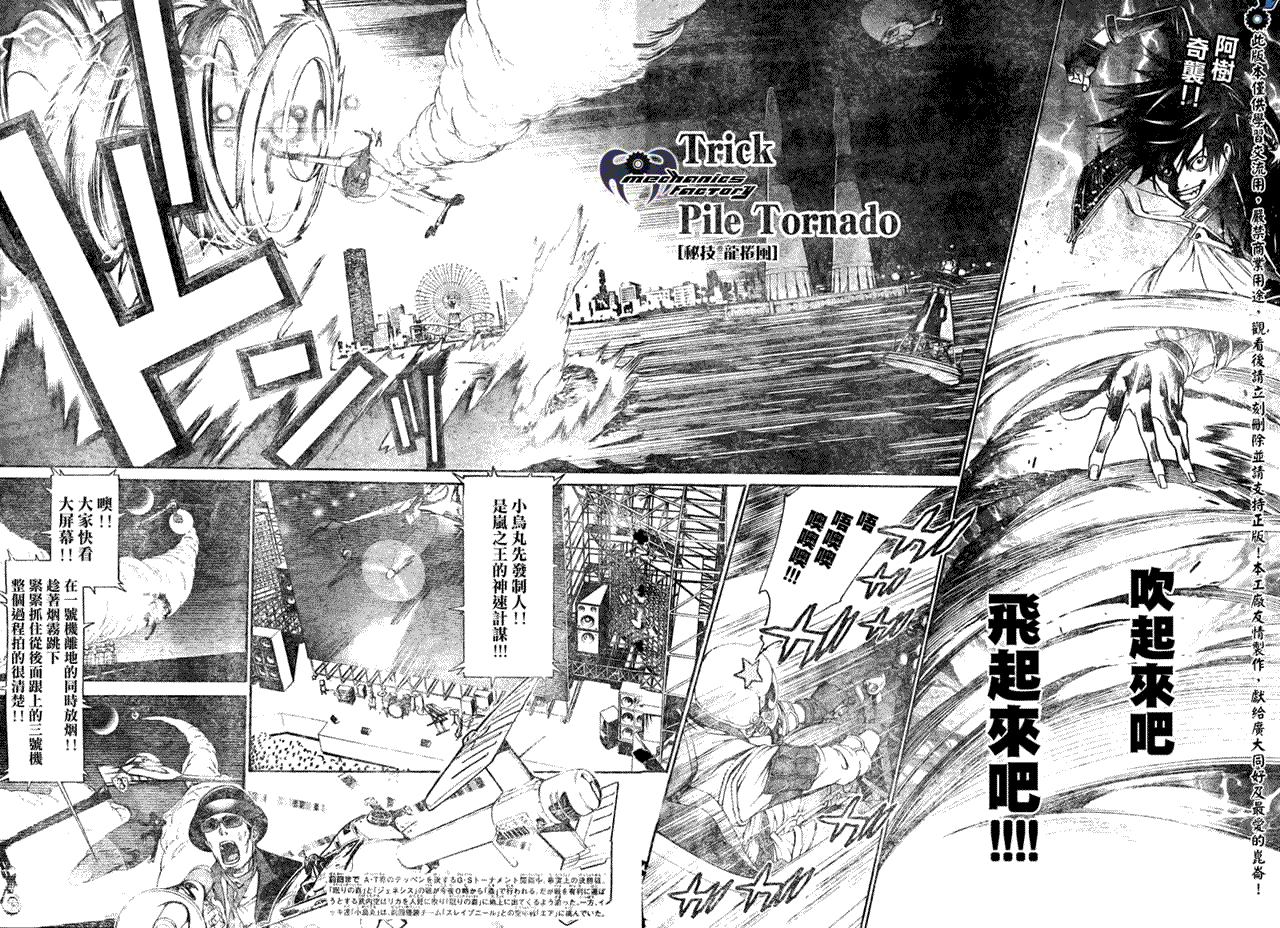 此版本僅供學習交流用，嚴禁商業用途，觀看後請立刻刪除並請支持正版！本工廠友情製作，獻給廣大同好及最愛的崑崙！
阿樹
奇襲!!
吹起來吧
飛起來吧!!!!
Trick
mechanics
factory
Pile Tornado
[秘技 龍捲風]
唔
唔噢噢
噢噢噢!!!
小烏丸先發制人!!
是嵐之王的神速計謀!!!
噢!!
大家快看
大屏幕!!
在一號機離地的同時放烟!!
趁著烟霧跳下
緊緊抓住從後面跟上的三號機
整個過程拍的很清楚!!